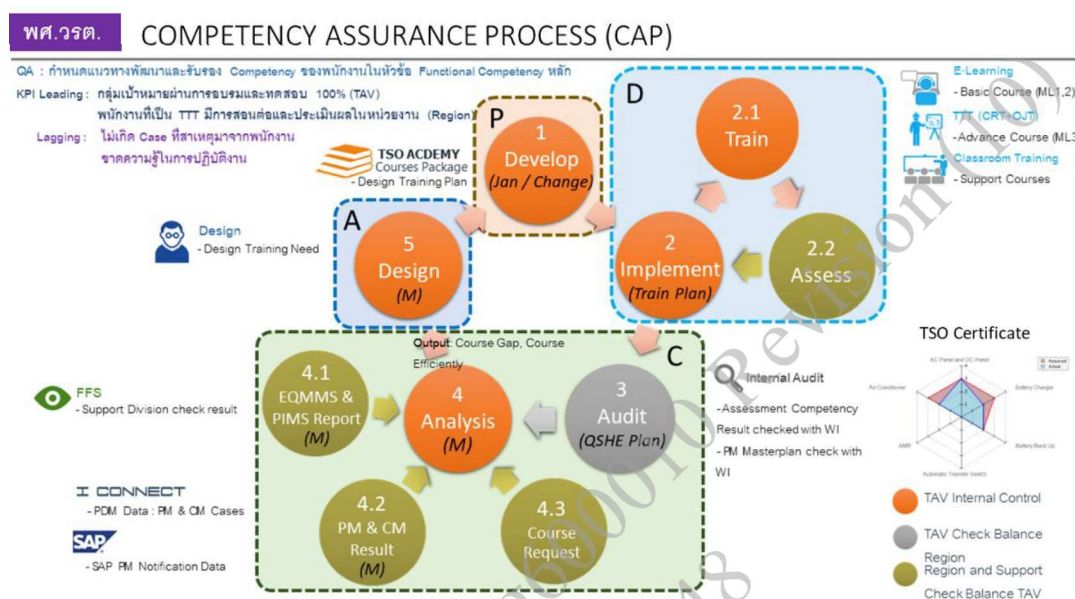 พศ.วรต.
COMPETENCY ASSURANCE PROCESS (CAP)
QA : กำหนดแนวทางพัฒนาและรับรอง Competency ของพนักงานในหัวข้อ Functional Competency หลัก
KPI Leading : กลุ่มเป้าหมายผ่านการอบรมและทดสอบ 100% (TAV)
พนักงานที่เป็น TTT มีการสอนต่อและประเมินผลในหน่วยงาน (Region)
Lagging : ไม่เกิด Case ที่สาเหตุมาจากพนักงาน
ขาดความรู้ในการปฏิบัติงาน
TSO ACDEMY
Courses Package
- Design Training Plan
P
1
Develop
(Jan / Change)
D
2.1
Train
2
Implement
(Train Plan)
2.2
Assess
E-Learning
- Basic Course (ML1,2)
TTT (CRT+OJT)
- Advance Course (ML3
Classroom Training
- Support Courses
Design
- Design Training Need
A
5
Design
(M)
Output: Course Gap, Course
Efficiently
C
4.1
EQMMS &
PIMS Report
(M)
4
Analysis
(M)
3
Audit
(QSHE Plan)
4.2
PM & CM
Result
(M)
4.3
Course
Request
FFS
- Support Division check result
I CONNECT
- PDM Data : PM & CM Cases
SAP
- SAP PM Notification Data
Internal Audit
-Assessment Competency
Result checked with WI
-PM Masterplan check with
WI
TSO Certificate
AC Panel and DC Panel
Required
Actual
Air Conditioner
Battery Charger
AMR
Battery Back Up
Automatic Transfer Switch
TAV Internal Control
TAV Check Balance
Region
Region and Support
Check Balance TAV